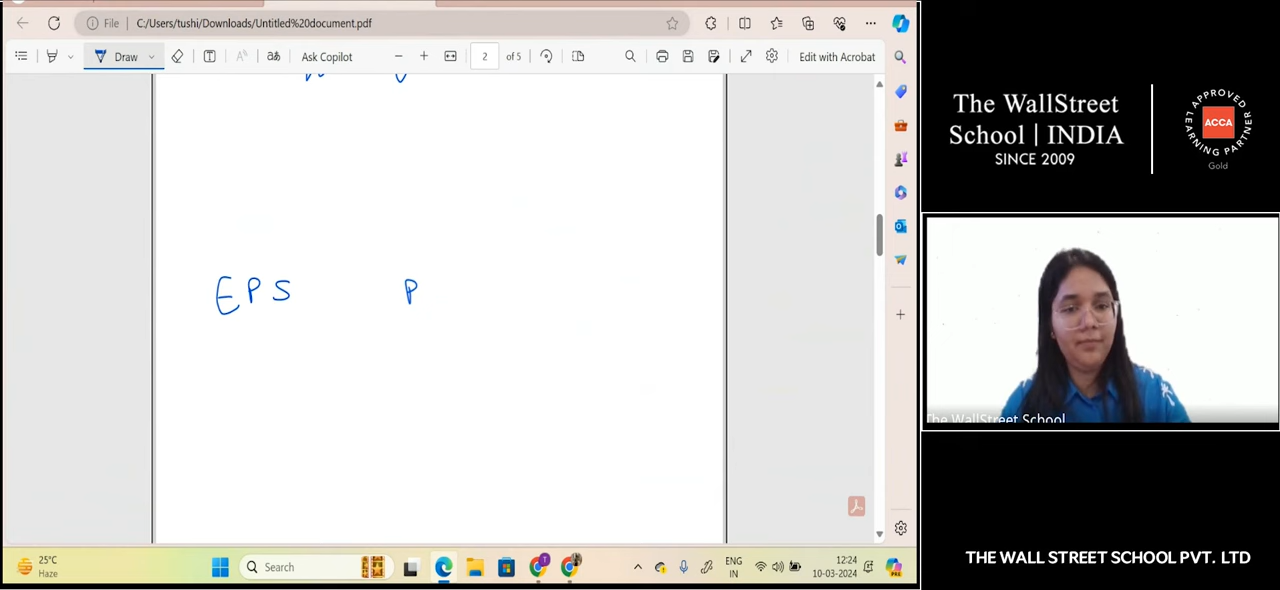 File C:/Users/tushi/Downloads/Untitled%20document.pdf
Draw
Ask Copilot
2 of 5
Edit with Acrobat
EPS P
The WallStreet
School | INDIA
SINCE 2009
APPROVED
ACCA
LEARNING PARTNER
Gold
The WallStreet School
25°C
Haze
Search
ENG
IN
12:24
10-03-2024
THE WALL STREET SCHOOL PVT. LTD